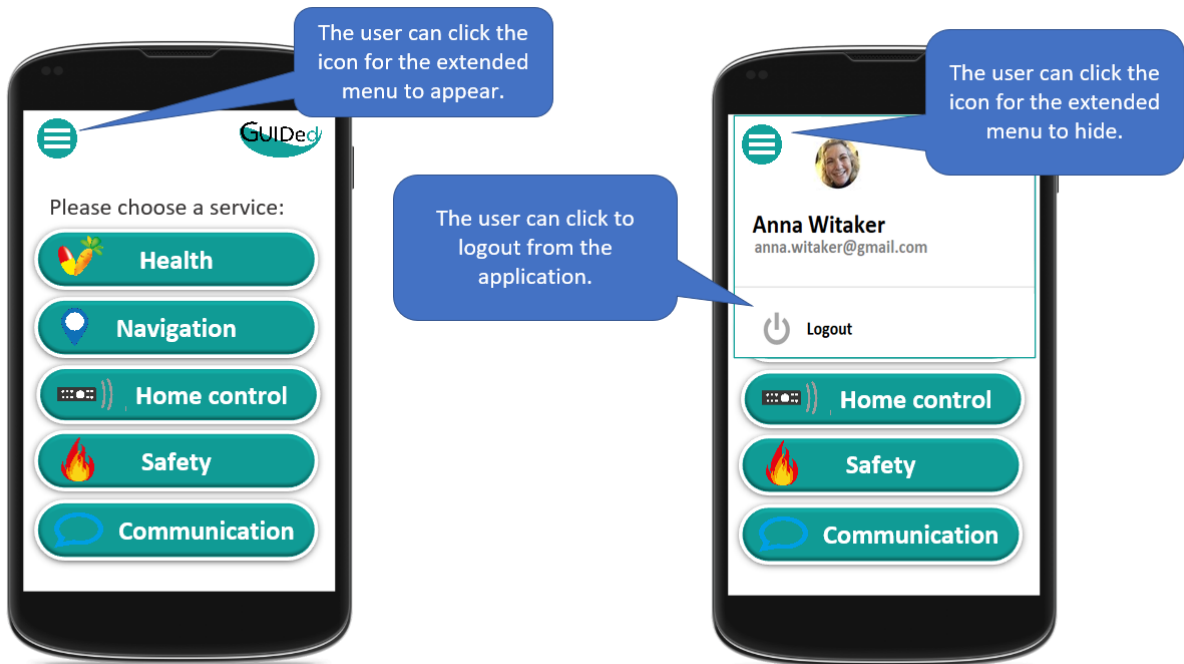 The user can click the
icon for the extended
menu to appear.
GUIDed
Please choose a service:
Health
Navigation
Home control
Safety
Communication
The user can click the
icon for the extended
menu to hide.
The user can click to
logout from the
application.
Anna Witaker
anna.witaker@gmail.com
Logout
Home control
Safety
Communication